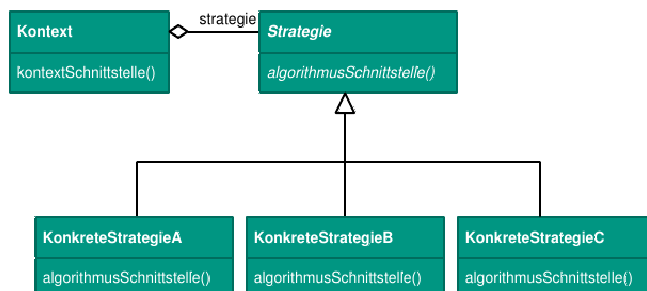 strategie
Kontext
Strategie
kontextSchnittstelle()
algorithmusSchnittstelle()
KonkreteStrategieA
KonkreteStrategieB
KonkreteStrategieC
algorithmusSchnittstelle()
algorithmusSchnittstelle()
algorithmusSchnittstelle()